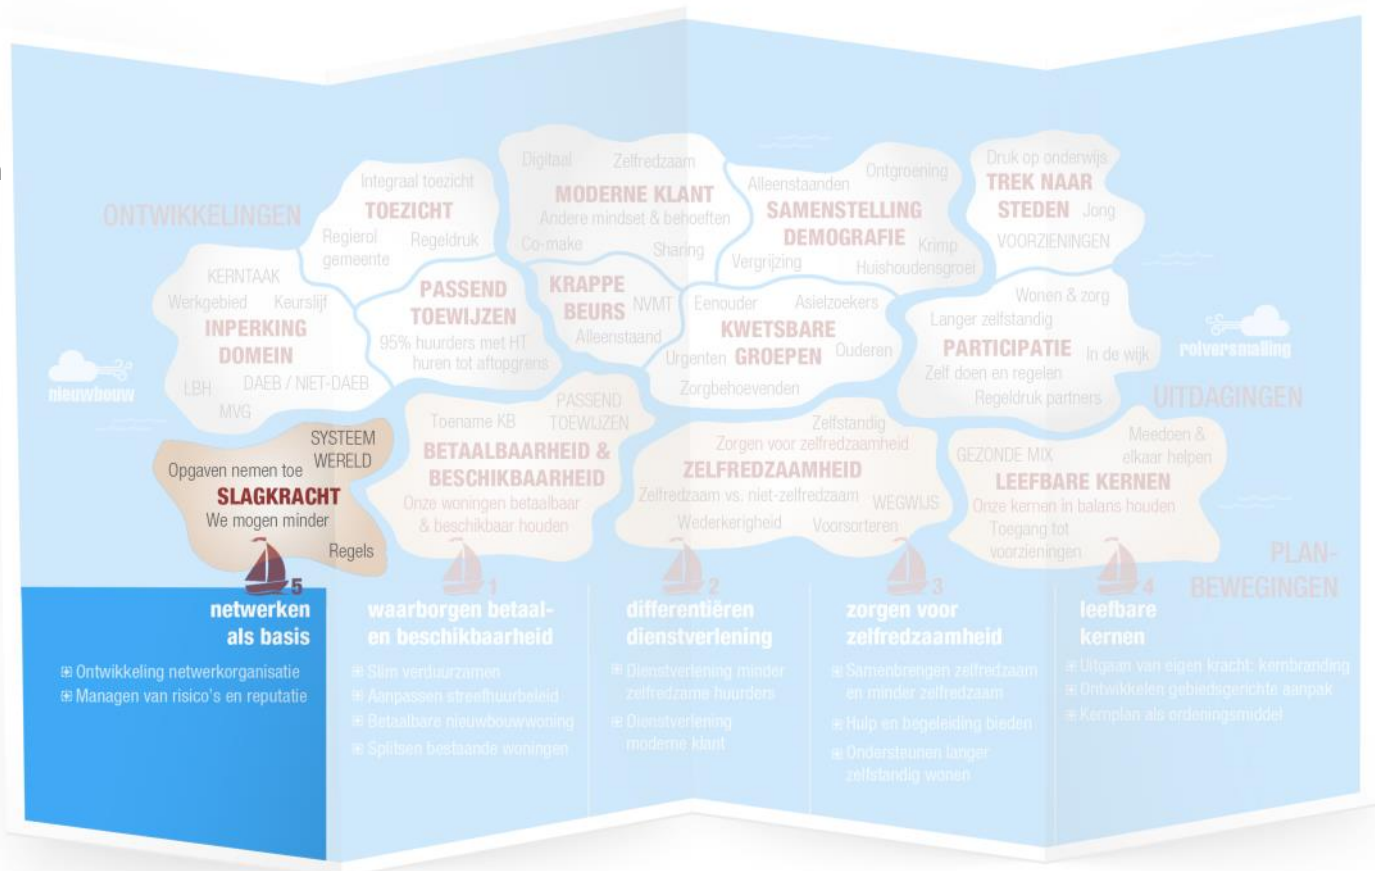 ONTWIKKELINGEN
Integraal toezicht
TOEZICHT
Regierol
gemeente
Regeldruk
Digitaal
Zelfredzaam
MODERNE KLANT
Andere mindset & behoeften
Co-make
Sharing
Alleenstaanden
Ontgroening
SAMENSTELLING
DEMOGRAFIE
Krimp
Vergrijzing
Huishoudensgroei
Druk op onderwijs
TREK NAAR
STEDEN
Jong
VOORZIENINGEN
KERNTAAK
Werkgebied
Keurslijf
INPERKING
DOMEIN
LBH
DAEB / NIET-DAEB
MVG
PASSEND
TOEWIJZEN
95% huurders met HT
huren tot aftopgrens
KRAPPE
BEURS
NVMT
Alleenstaand
Eenouder
Asielzoekers
KWETSBARE
GROEPEN
Urgenten
Ouderen
Zorgbehoevenden
Wonen & zorg
Langer zelfstandig
PARTICIPATIE
In de wijk
Zelf doen en regelen
Regeldruk partners
nieuwbouw
rolversmalling
UITDAGINGEN
SYSTEEM
WERELD
Opgaven nemen toe
SLAGKRACHT
We mogen minder
Regels
PASSEND
TOEWIJZEN
Toename KB
BETAALBAARHEID &
BESCHIKBAARHEID
Onze woningen betaalbaar
& beschikbaar houden
Zelfstandig
Zorgen voor zelfredzaamheid
ZELFREDZAAMHEID
Zelfredzaam vs. niet-zelfredzaam
WEGWIJS
Wederkerigheid
Voorsorteren
Meedoen &
elkaar helpen
GEZONDE MIX
LEEFBARE KERNEN
Onze kernen in balans houden
Toegang tot
voorzieningen
PLAN-
BEWEGINGEN
5
netwerken
als basis
Ontwikkeling netwerkorganisatie
Managen van risico's en reputatie
1
waarborgen betaal-
en beschikbaarheid
Slim verduurzamen
Aanpassen streefhuurbeleid
Betaalbare nieuwbouwwoning
Splitsen bestaande woningen
2
differentiëren
dienstverlening
Dienstverlening minder
zelfredzame huurders
Dienstverlening
moderne klant
3
zorgen voor
zelfredzaamheid
Samenbrengen zelfredzaam
en minder zelfredzaam
Hulp en begeleiding bieden
Ondersteunen langer
zelfstandig wonen
4
leefbare
kernen
Uitgaan van eigen kracht: kernbranding
Ontwikkelen gebiedsgerichte aanpak
Kernplan als ordeningsmiddel